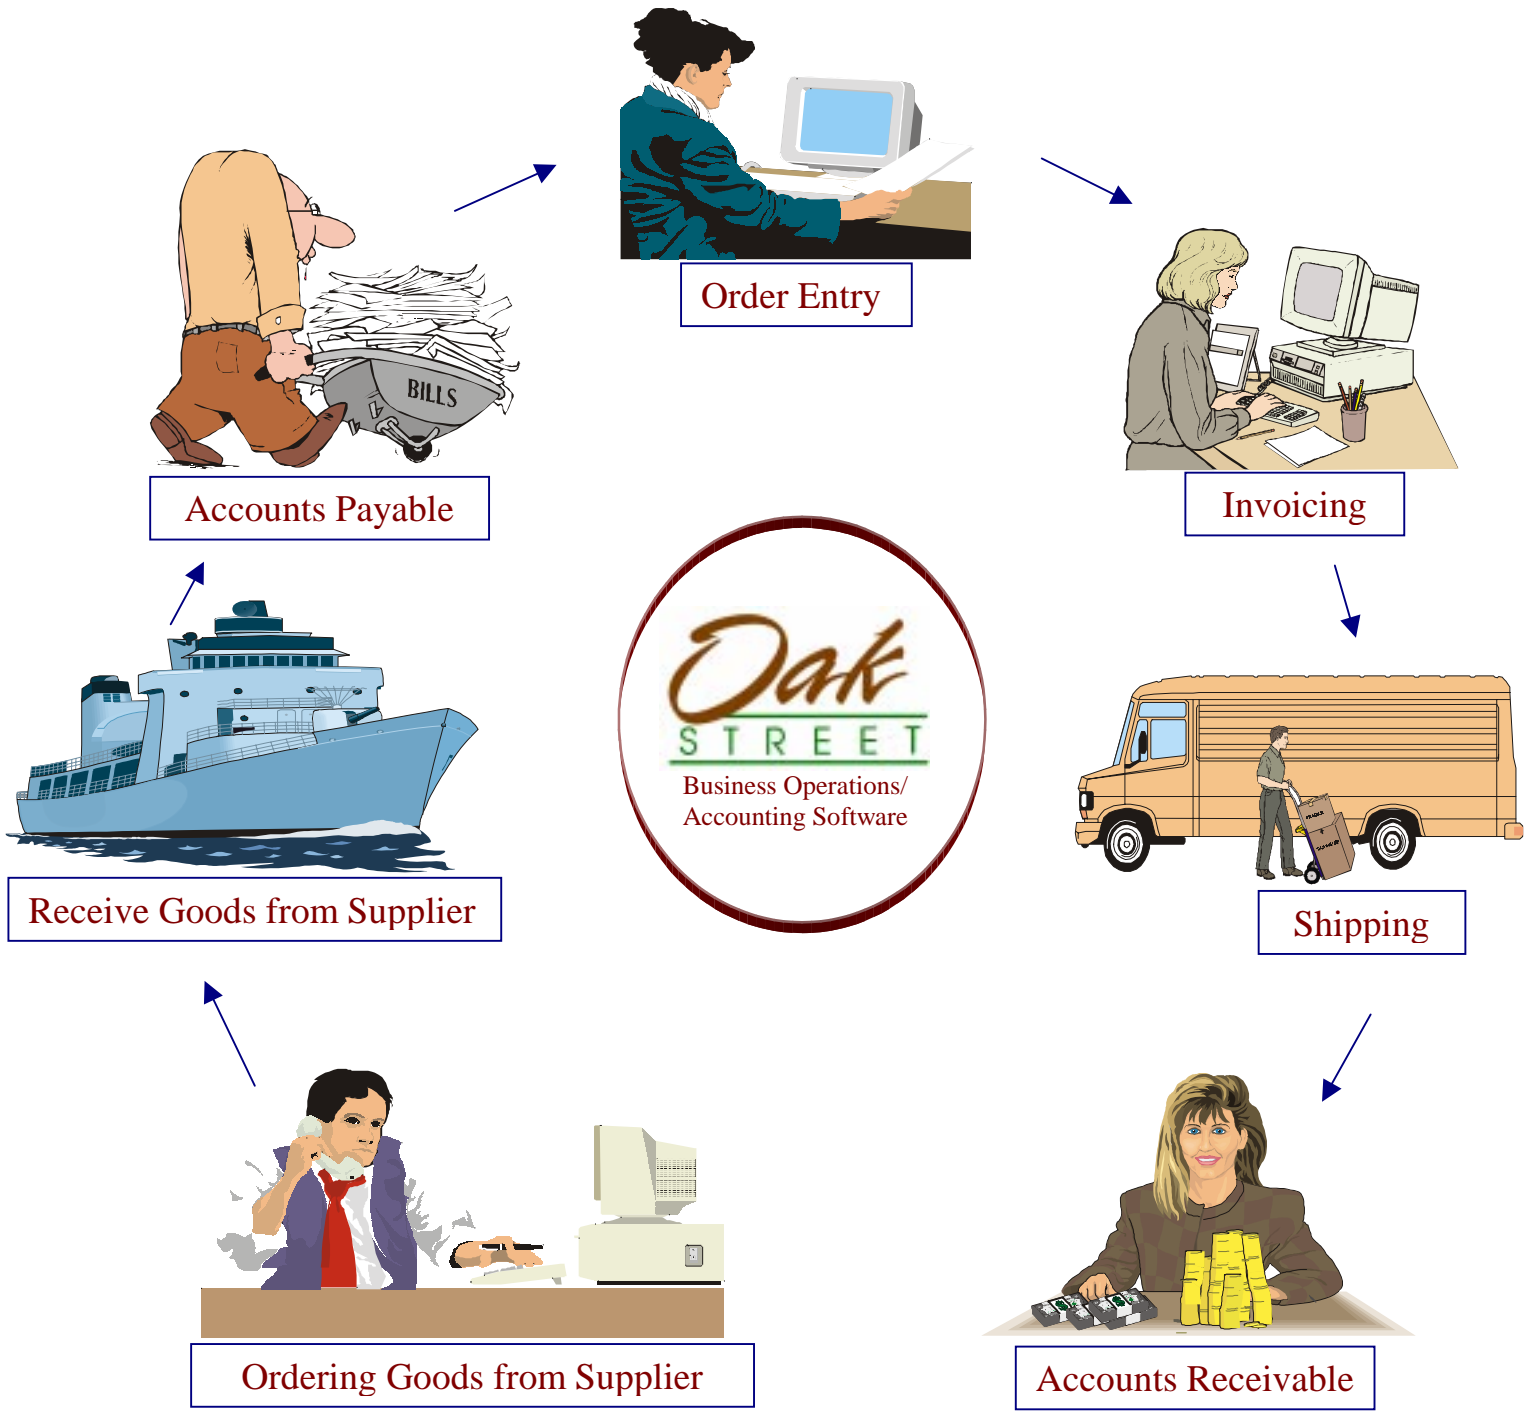 Order Entry
BILLS
Accounts Payable
Invoicing
Oak
STREET
Business Operations/
Accounting Software
Receive Goods from Supplier
Shipping
Ordering Goods from Supplier
Accounts Receivable